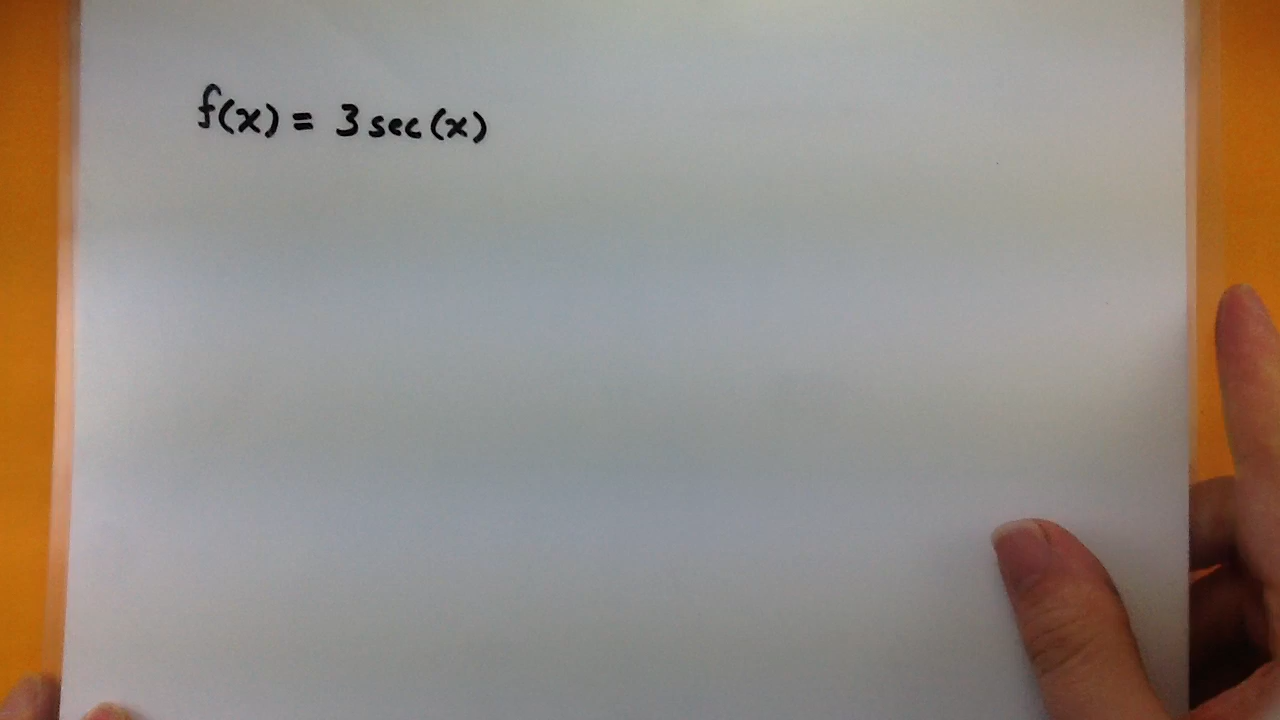 f(x) = 3 sec(x)